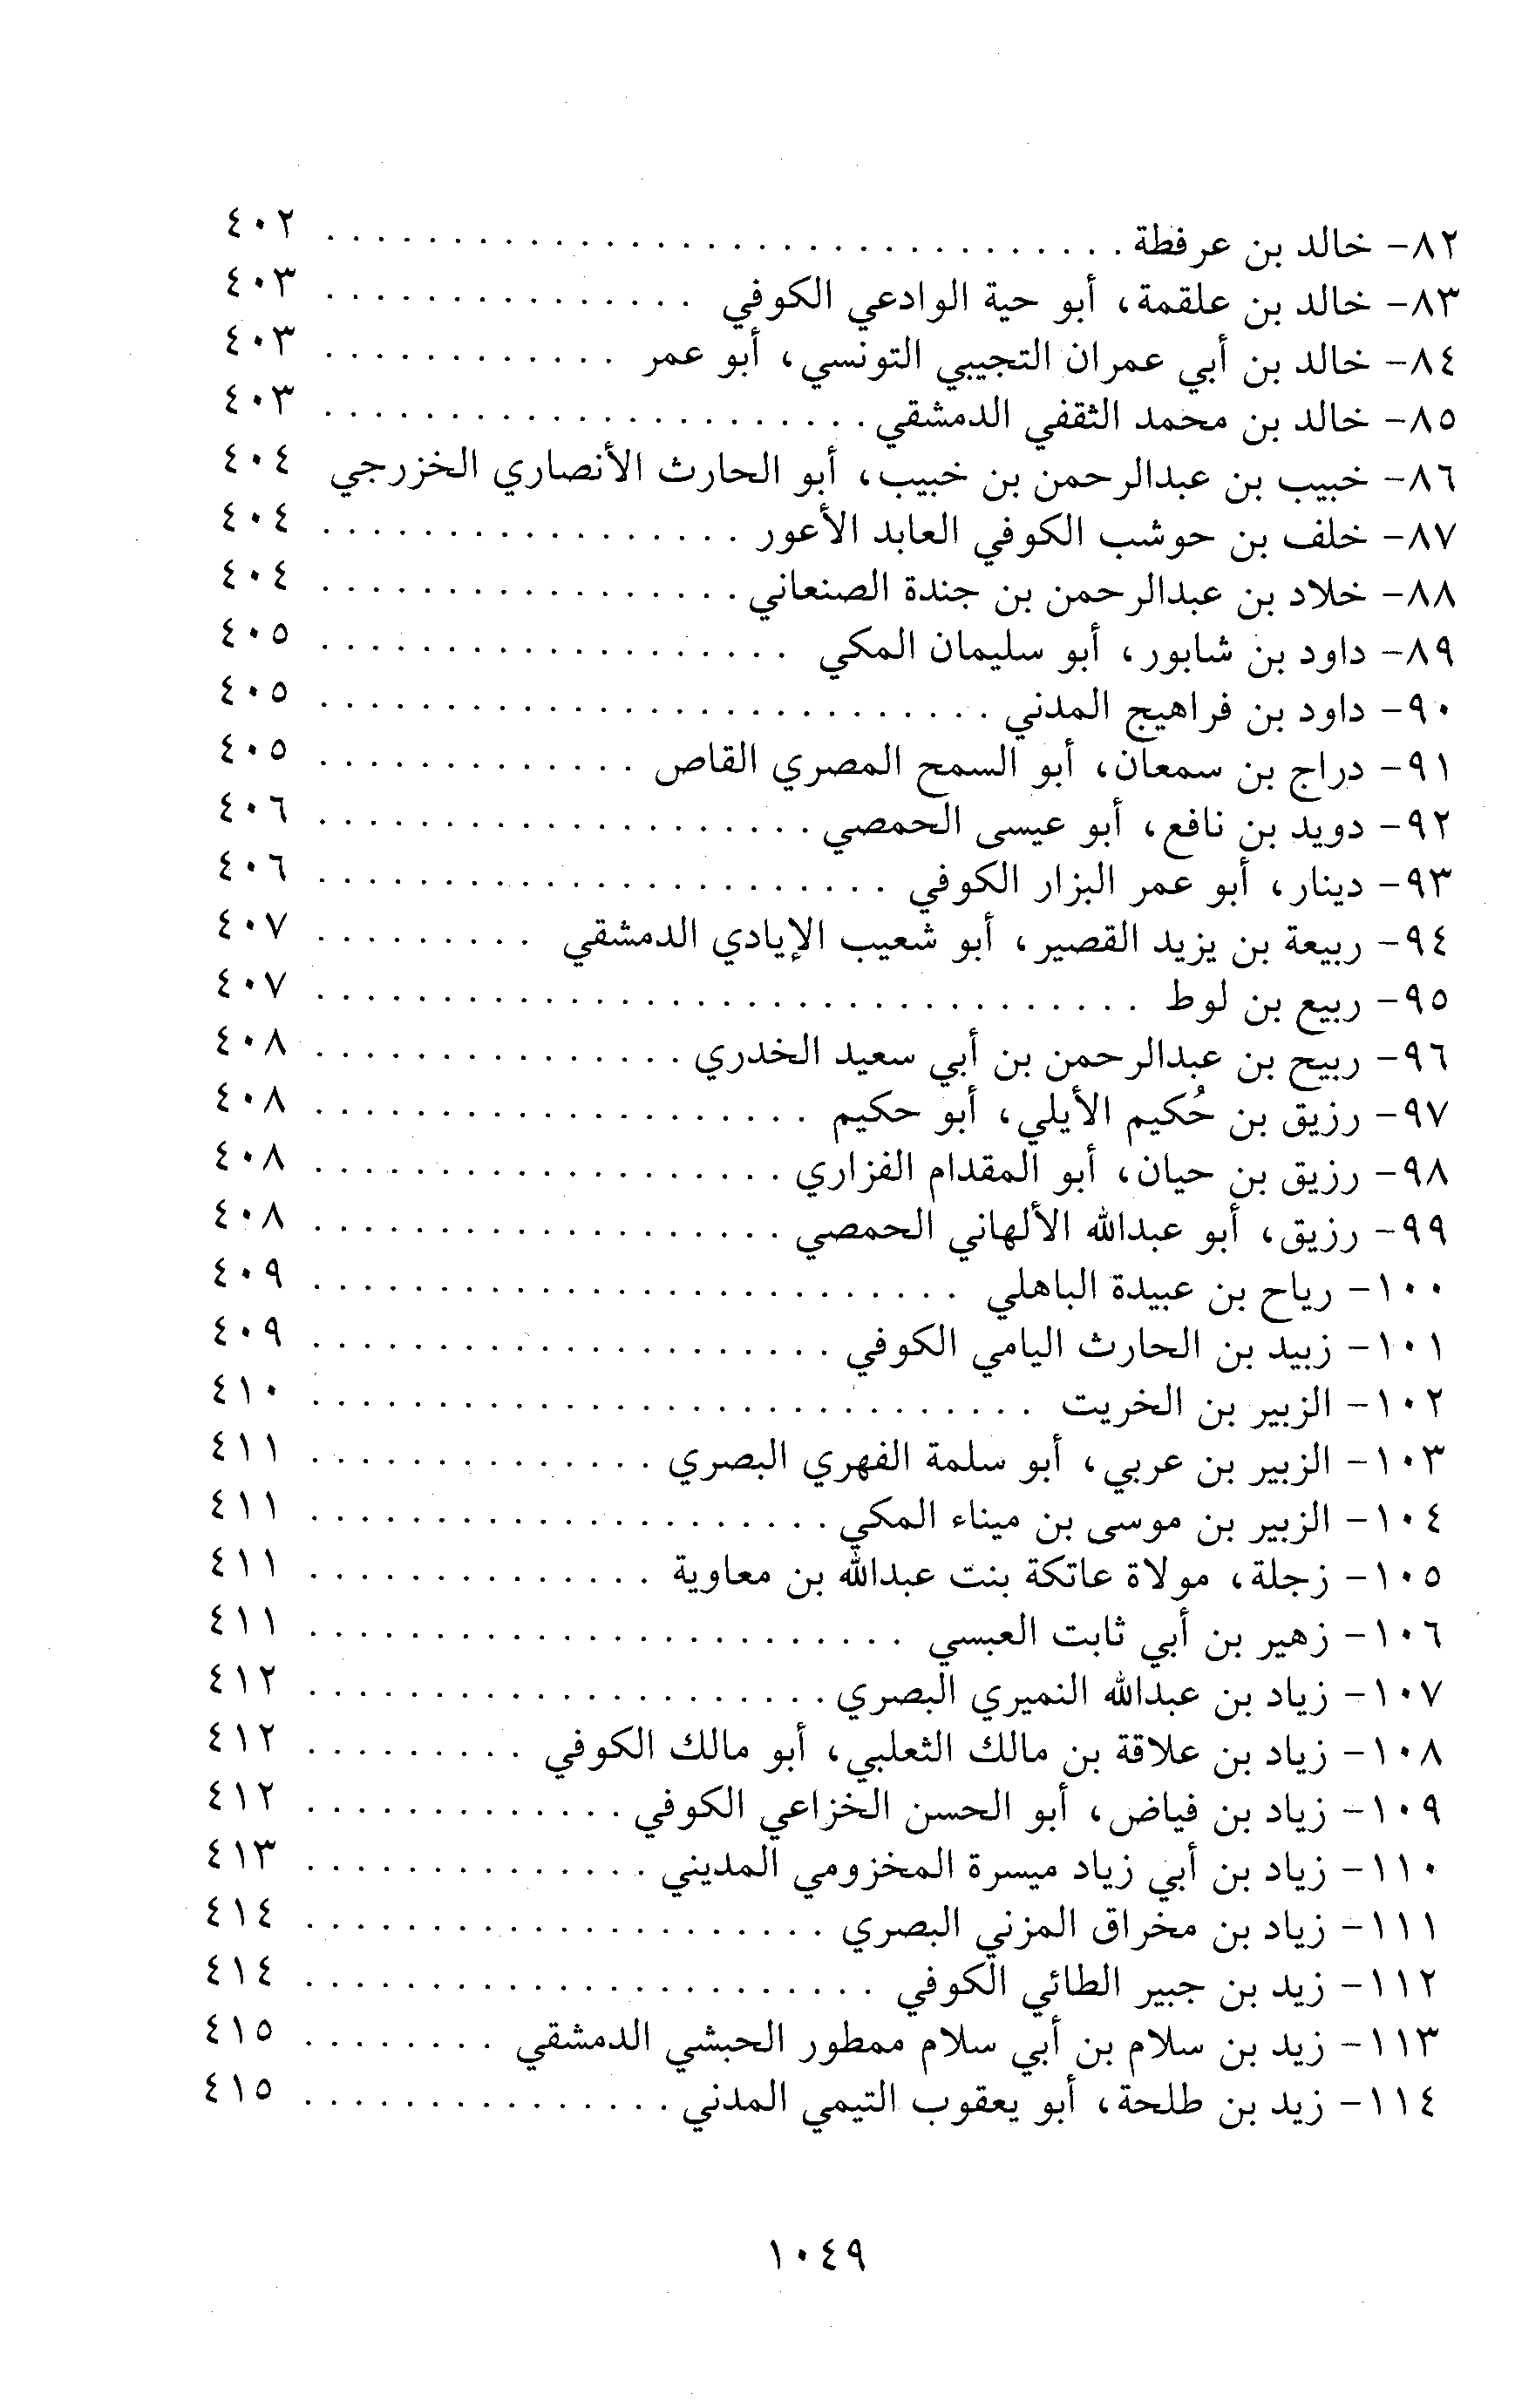 ٨٢- خالد بن عرفطة . . . . . . . . . . . . . . . . . . . . . . . . . . . . . . . . ٤٠٢
٨٣- خالد بن علقمة، أبو حية الوادعي الكوفي . . . . . . . . . . . . . . . ٤٠٣
٨٤- خالد بن أبي عمران التجيبي التونسي، أبو عمر . . . . . . . . . . . . ٤٠٣
٨٥- خالد بن محمد الثقفي الدمشقي . . . . . . . . . . . . . . . . . . . . . . ٤٠٣
٨٦- خبيب بن عبدالرحمن بن خبيب، أبو الحارث الأنصاري الخزرجي ٤٠٤
٨٧- خلف بن حوشب الكوفي العابد الأعور . . . . . . . . . . . . . . . . . ٤٠٤
٨٨- خلاد بن عبدالرحمن بن جندة الصنعاني . . . . . . . . . . . . . . . . . ٤٠٤
٨٩- داود بن شابور، أبو سليمان المكي . . . . . . . . . . . . . . . . . . . ٤٠٥
٩٠- داود بن فراهيج المدني . . . . . . . . . . . . . . . . . . . . . . . . . . . ٤٠٥
٩١- دراج بن سمعان، أبو السمح المصري القاص . . . . . . . . . . . . . ٤٠٥
٩٢- دويد بن نافع، أبو عيسى الحمصي . . . . . . . . . . . . . . . . . . . . ٤٠٦
٩٣- دينار، أبو عمر البزار الكوفي . . . . . . . . . . . . . . . . . . . . . . . ٤٠٦
٩٤- ربيعة بن يزيد القصير، أبو شعيب الإيادي الدمشقي . . . . . . . . . ٤٠٧
٩٥- ربيع بن لوط . . . . . . . . . . . . . . . . . . . . . . . . . . . . . . . . . ٤٠٧
٩٦- ربيح بن عبدالرحمن بن أبي سعيد الخدري . . . . . . . . . . . . . . . ٤٠٨
٩٧- رزيق بن حُكيم الأيلي، أبو حكيم . . . . . . . . . . . . . . . . . . . . ٤٠٨
٩٨- رزيق بن حيان، أبو المقدام الفزاري . . . . . . . . . . . . . . . . . . . ٤٠٨
٩٩- رزيق، أبو عبدالله الألهاني الحمصي . . . . . . . . . . . . . . . . . . . ٤٠٨
١٠٠- رياح بن عبيدة الباهلي . . . . . . . . . . . . . . . . . . . . . . . . . . ٤٠٩
١٠١- زبيد بن الحارث اليامي الكوفي . . . . . . . . . . . . . . . . . . . . . ٤٠٩
١٠٢- الزبير بن الخريت . . . . . . . . . . . . . . . . . . . . . . . . . . . . . ٤١٠
١٠٣- الزبير بن عربي، أبو سلمة الفهري البصري . . . . . . . . . . . . . . ٤١١
١٠٤- الزبير بن موسى بن ميناء المكي . . . . . . . . . . . . . . . . . . . . . ٤١١
١٠٥- زجلة، مولاة عاتكة بنت عبدالله بن معاوية . . . . . . . . . . . . . . ٤١١
١٠٦- زهير بن أبي ثابت العبسي . . . . . . . . . . . . . . . . . . . . . . . . ٤١١
١٠٧- زياد بن عبدالله النميري البصري . . . . . . . . . . . . . . . . . . . . . ٤١٢
١٠٨- زياد بن علاقة بن مالك الثعلبي، أبو مالك الكوفي . . . . . . . . . ٤١٢
١٠٩- زياد بن فياض، أبو الحسن الخزاعي الكوفي . . . . . . . . . . . . . ٤١٢
١١٠- زياد بن أبي زياد ميسرة المخزومي المديني . . . . . . . . . . . . . . ٤١٣
١١١- زياد بن مخراق المزني البصري . . . . . . . . . . . . . . . . . . . . . ٤١٤
١١٢- زيد بن جبير الطائي الكوفي . . . . . . . . . . . . . . . . . . . . . . . ٤١٤
١١٣- زيد بن سلام بن أبي سلام ممطور الحبشي الدمشقي . . . . . . . . ٤١٥
١١٤- زيد بن طلحة، أبو يعقوب التيمي المدني . . . . . . . . . . . . . . . ٤١٥
١٠٤٩